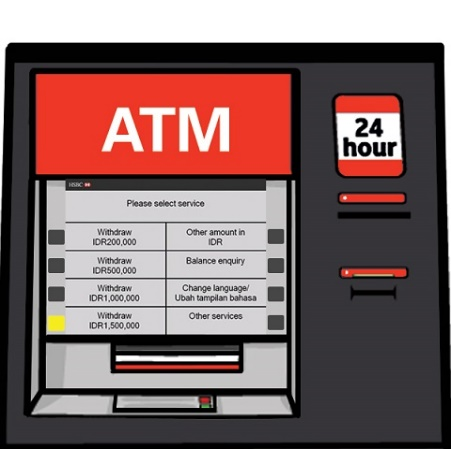 ATM
24
hour
HSBC
Please select service
Withdraw
IDR200,000
Other amount in
IDR
Withdraw
IDR500,000
Balance enquiry
Withdraw
IDR1,000,000
Change language/
Ubah tampilan bahasa
Withdraw
IDR1,500,000
Other services